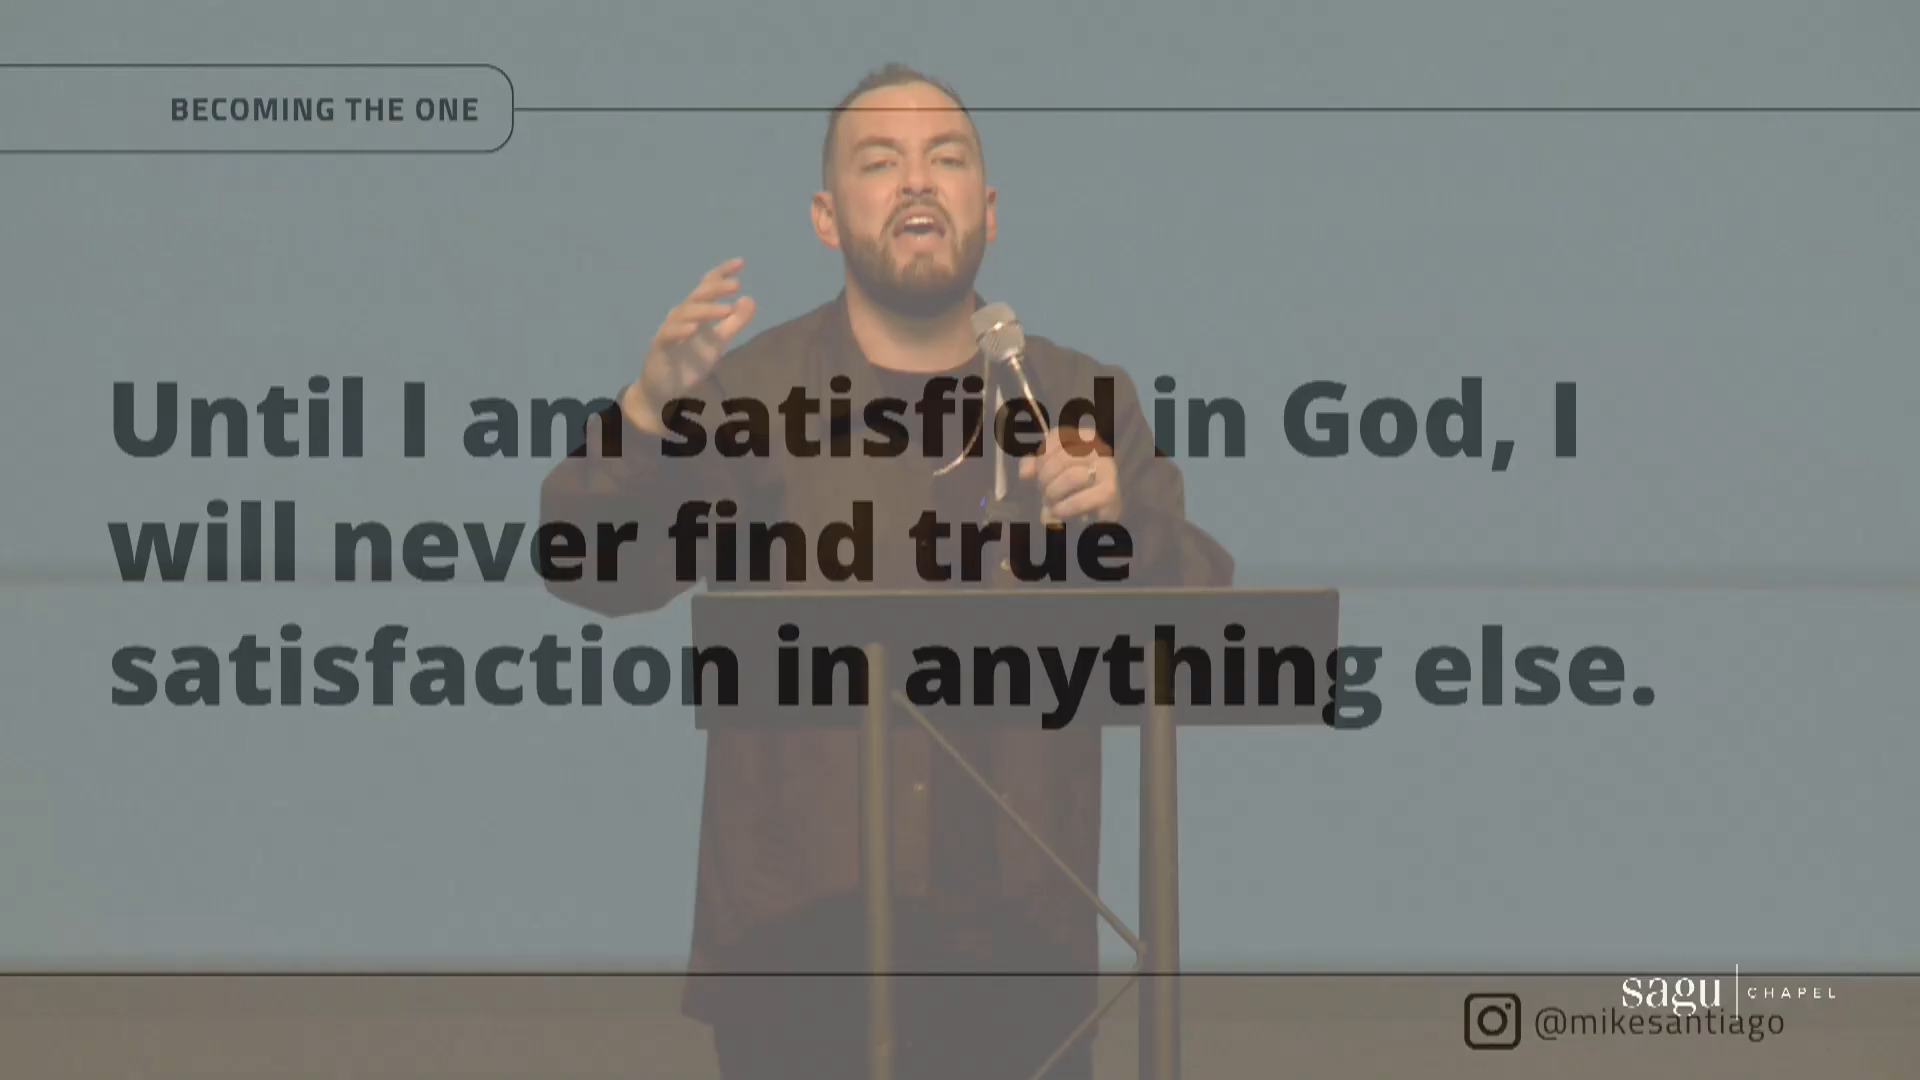 BECOMING THE ONE
Until I am satisfied in God, I
will never find true
satisfaction in anything else.
sagu CHAPEL
@mikesantiago